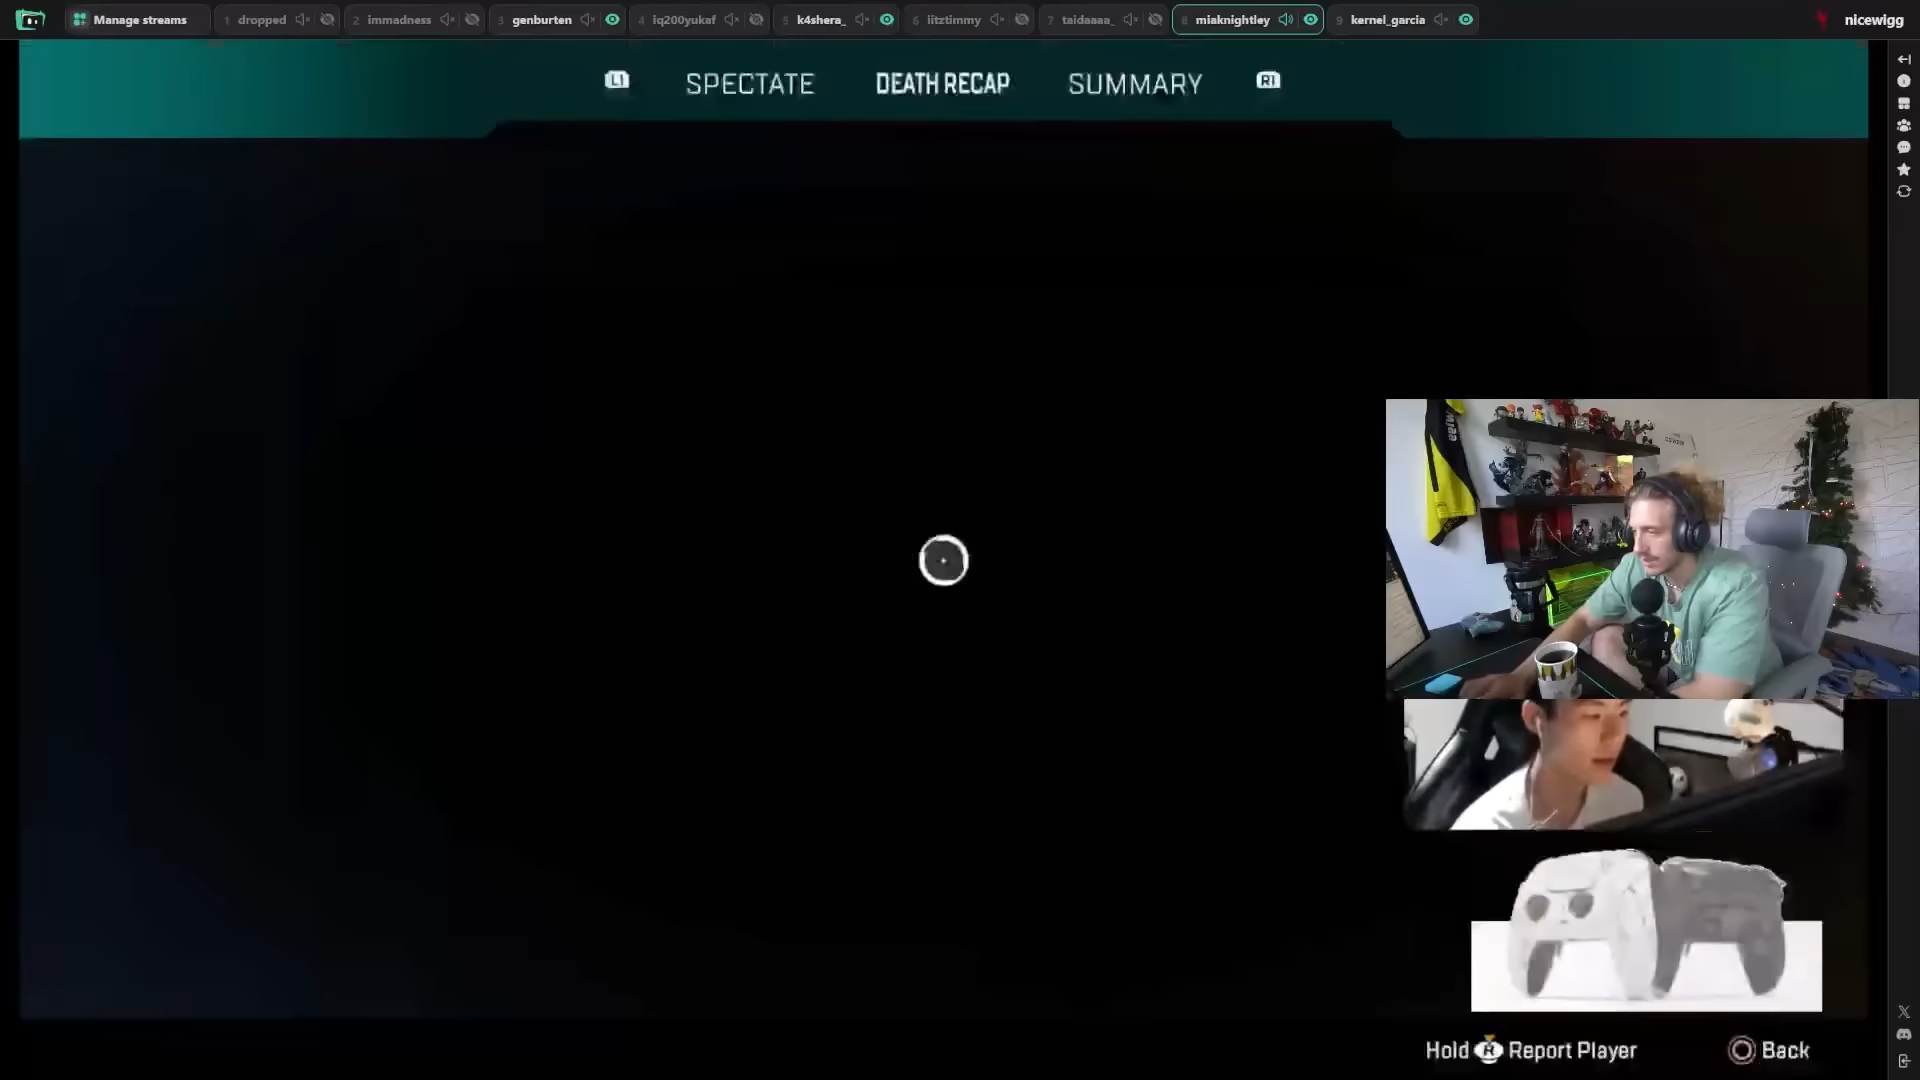 Manage streams
1 dropped
2 immadness
3 genburten
4 iq200yukaf
5 k4shera_
6 iitztimmy
7 taidaaaa_
8 miaknightley
9 kernel_garcia
nicewigg
L1 SPECTATE DEATH RECAP SUMMARY R1
Hold R Report Player
Back